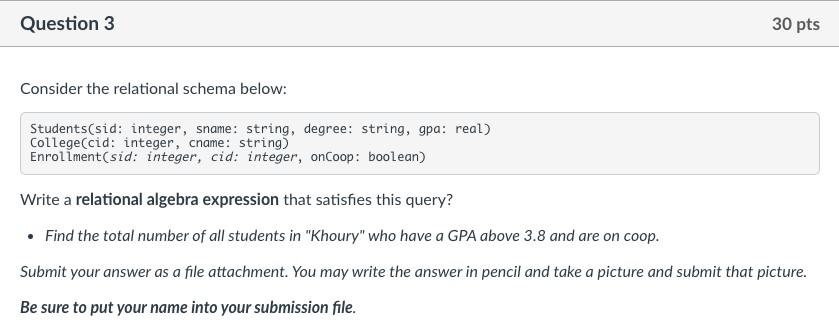 Question 3
30 pts
Consider the relational schema below:
Students(sid: integer, sname: string, degree: string, gpa: real)
College(cid: integer, cname: string)
Enrollment(sid: integer, cid: integer, onCoop: boolean)
Write a relational algebra expression that satisfies this query?
• Find the total number of all students in "Khoury" who have a GPA above 3.8 and are on coop.
Submit your answer as a file attachment. You may write the answer in pencil and take a picture and submit that picture.
Be sure to put your name into your submission file.